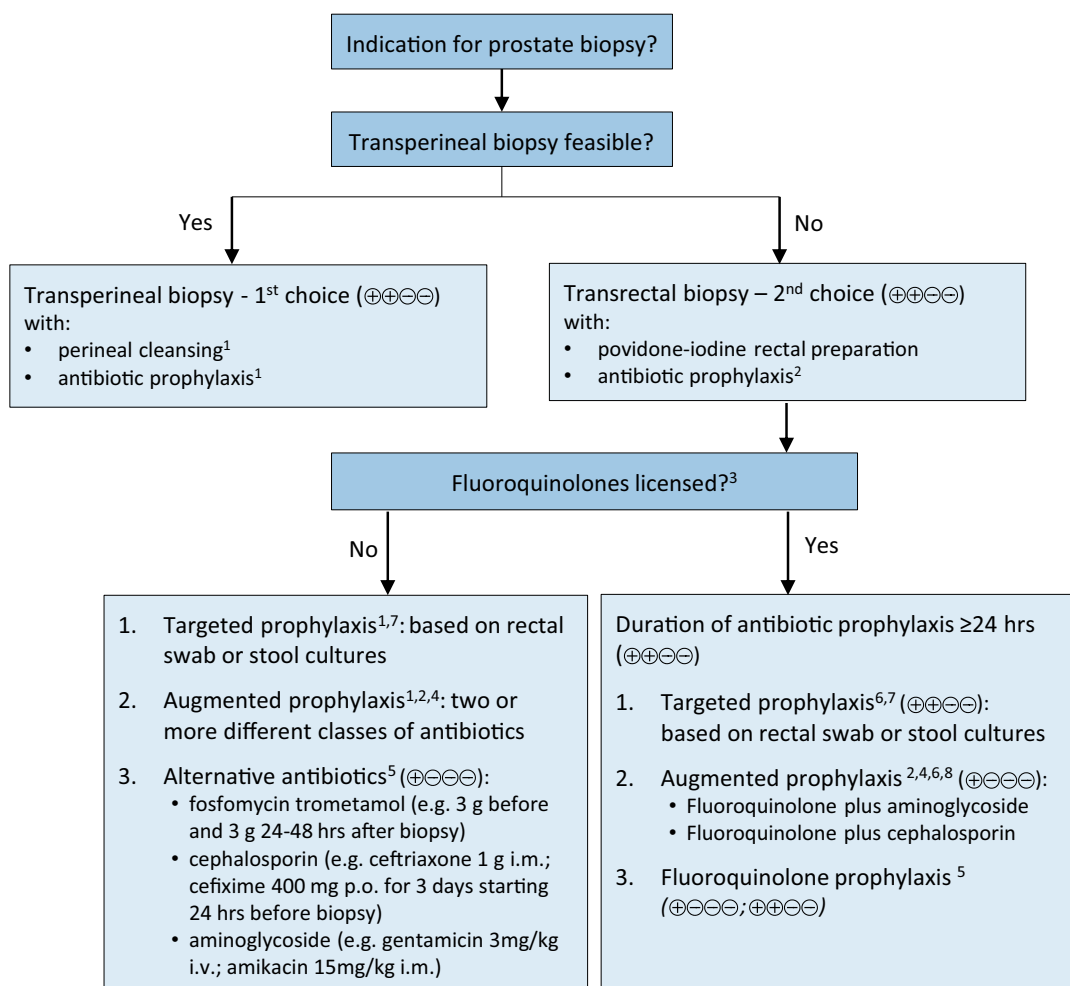 Indication for prostate biopsy?
Transperineal biopsy feasible?
Yes
No
Transperineal biopsy - 1st choice (⊕⊕⊖⊖)
with:
• perineal cleansing1
• antibiotic prophylaxis1
Transrectal biopsy – 2nd choice (⊕⊕⊖⊖)
with:
• povidone-iodine rectal preparation
• antibiotic prophylaxis2
Fluoroquinolones licensed?3
No
Yes
1. Targeted prophylaxis1,7: based on rectal
swab or stool cultures
2. Augmented prophylaxis1,2,4: two or
more different classes of antibiotics
3. Alternative antibiotics5 (⊕⊖⊖⊖):
• fosfomycin trometamol (e.g. 3 g before
and 3 g 24-48 hrs after biopsy)
• cephalosporin (e.g. ceftriaxone 1 g i.m.;
cefixime 400 mg p.o. for 3 days starting
24 hrs before biopsy)
• aminoglycoside (e.g. gentamicin 3mg/kg
i.v.; amikacin 15mg/kg i.m.)
Duration of antibiotic prophylaxis ≥24 hrs
(⊕⊕⊖⊖)
1. Targeted prophylaxis6,7 (⊕⊕⊖⊖):
based on rectal swab or stool cultures
2. Augmented prophylaxis 2,4,6,8 (⊕⊖⊖⊖):
• Fluoroquinolone plus aminoglycoside
• Fluoroquinolone plus cephalosporin
3. Fluoroquinolone prophylaxis 5
(⊕⊖⊖⊖; ⊕⊕⊖⊖)